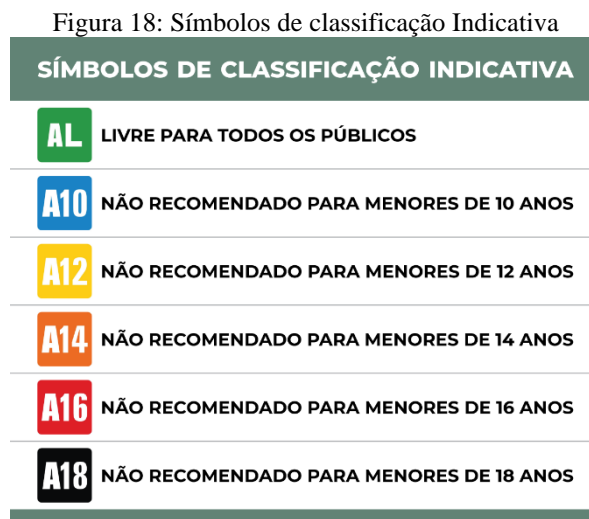 Figura 18: Símbolos de classificação Indicativa
SÍMBOLOS DE CLASSIFICAÇÃO INDICATIVA
AL LIVRE PARA TODOS OS PÚBLICOS
A10 NÃO RECOMENDADO PARA MENORES DE 10 ANOS
A12 NÃO RECOMENDADO PARA MENORES DE 12 ANOS
A14 NÃO RECOMENDADO PARA MENORES DE 14 ANOS
A16 NÃO RECOMENDADO PARA MENORES DE 16 ANOS
A18 NÃO RECOMENDADO PARA MENORES DE 18 ANOS